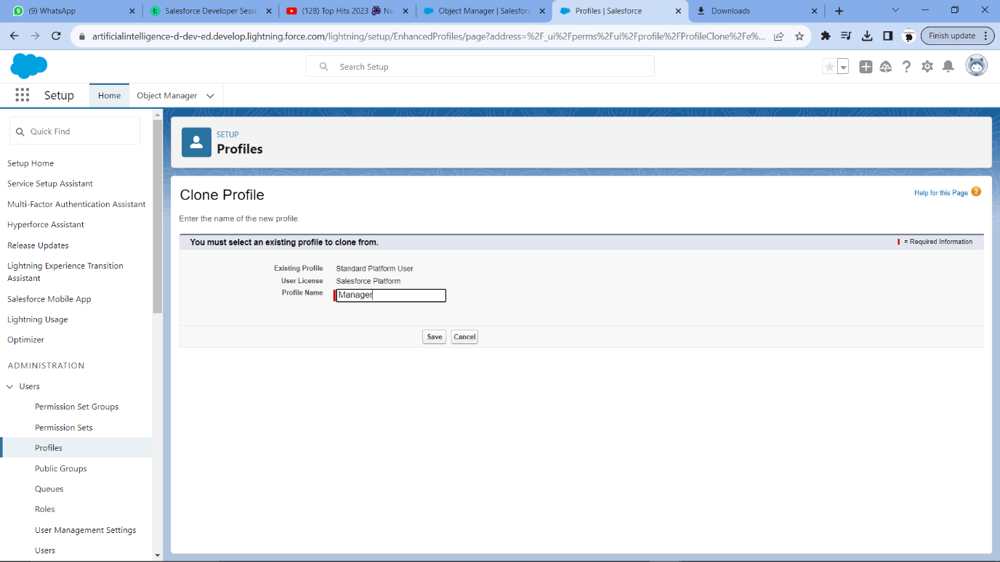 (9) WhatsApp
Salesforce Developer Sessi
(128) Top Hits 2023 🎆 Ne
Object Manager | Salesforc
Profiles | Salesforce
Downloads
artificialintelligence-d-dev-ed.develop.lightning.force.com/lightning/setup/EnhancedProfiles/page?address=%2F_ui%2Fperms%2Fui%2Fprofile%2FProfileClone%2Fe%...
Finish update
Search Setup
Setup
Home
Object Manager
Quick Find
Setup Home
Service Setup Assistant
Multi-Factor Authentication Assistant
Hyperforce Assistant
Release Updates
Lightning Experience Transition
Assistant
Salesforce Mobile App
Lightning Usage
Optimizer
ADMINISTRATION
Users
Permission Set Groups
Permission Sets
Profiles
Public Groups
Queues
Roles
User Management Settings
Users
SETUP
Profiles
Clone Profile
Help for this Page ?
Enter the name of the new profile.
You must select an existing profile to clone from.
= Required Information
Existing Profile Standard Platform User
User License Salesforce Platform
Profile Name Manager
Save Cancel